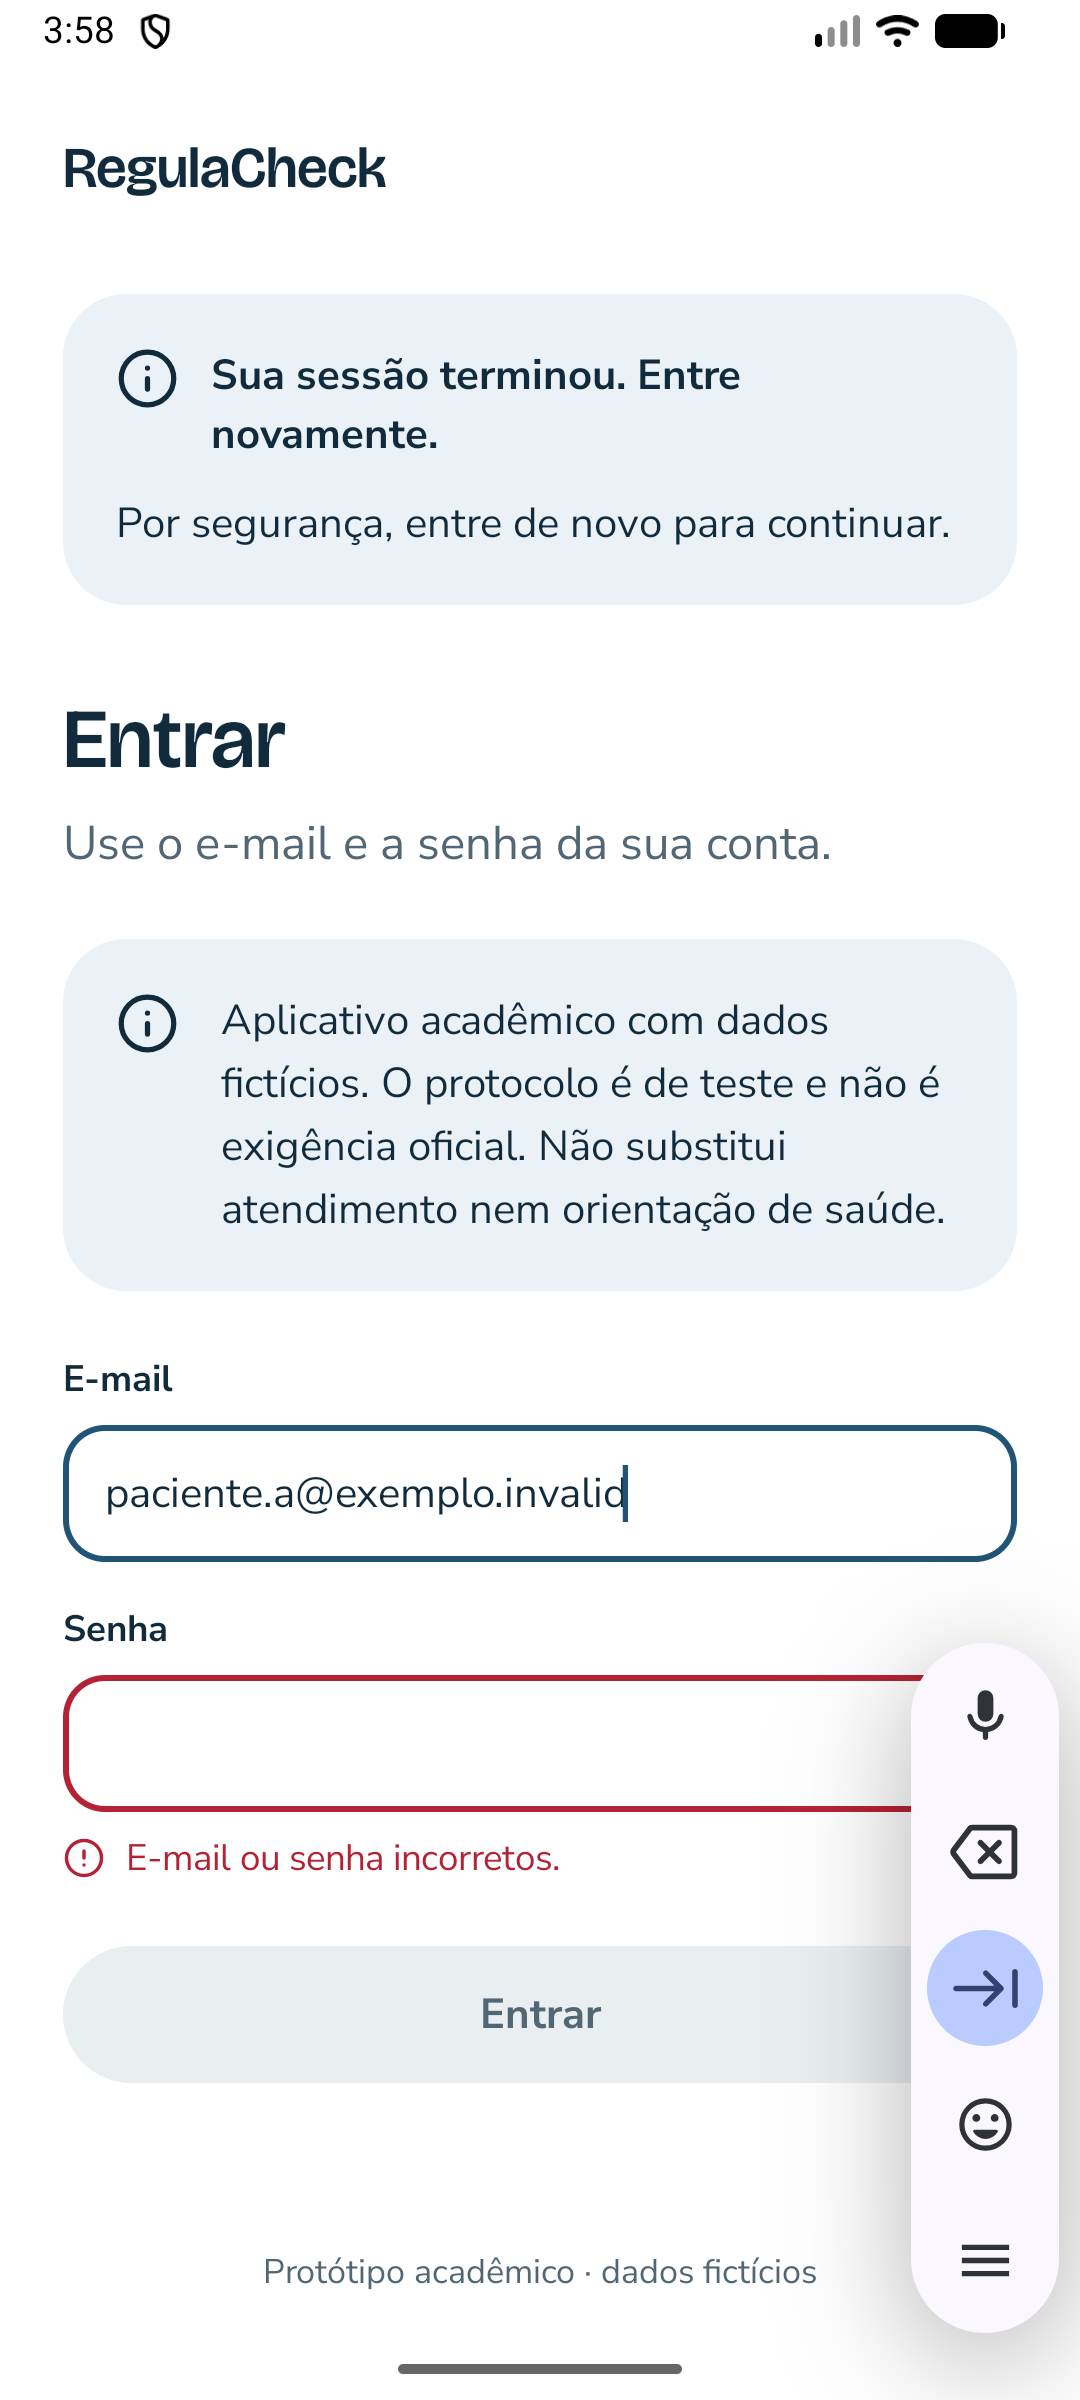 3:58
RegulaCheck
Sua sessão terminou. Entre
novamente.
Por segurança, entre de novo para continuar.
Entrar
Use o e-mail e a senha da sua conta.
Aplicativo acadêmico com dados
fictícios. O protocolo é de teste e não é
exigência oficial. Não substitui
atendimento nem orientação de saúde.
E-mail
paciente.a@exemplo.invalid
Senha
E-mail ou senha incorretos.
Entrar
Protótipo acadêmico · dados fictícios